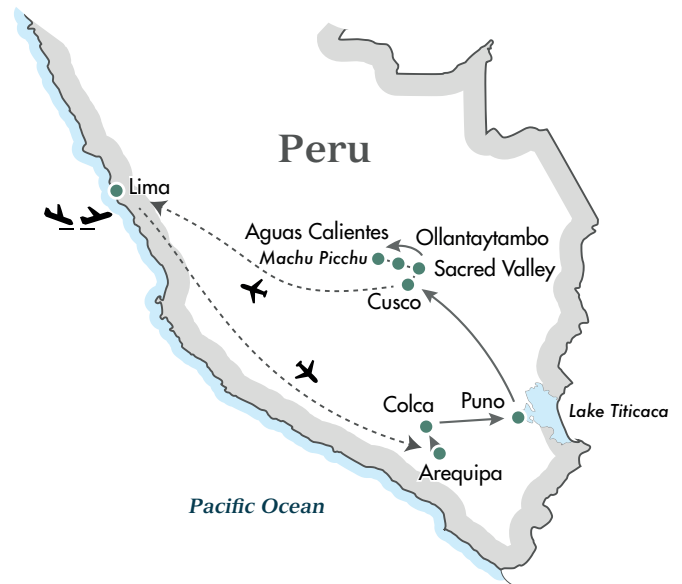 Peru
Lima
Aguas Calientes
Machu Picchu
Ollantaytambo
Sacred Valley
Cusco
Colca
Puno
Lake Titicaca
Arequipa
Pacific Ocean